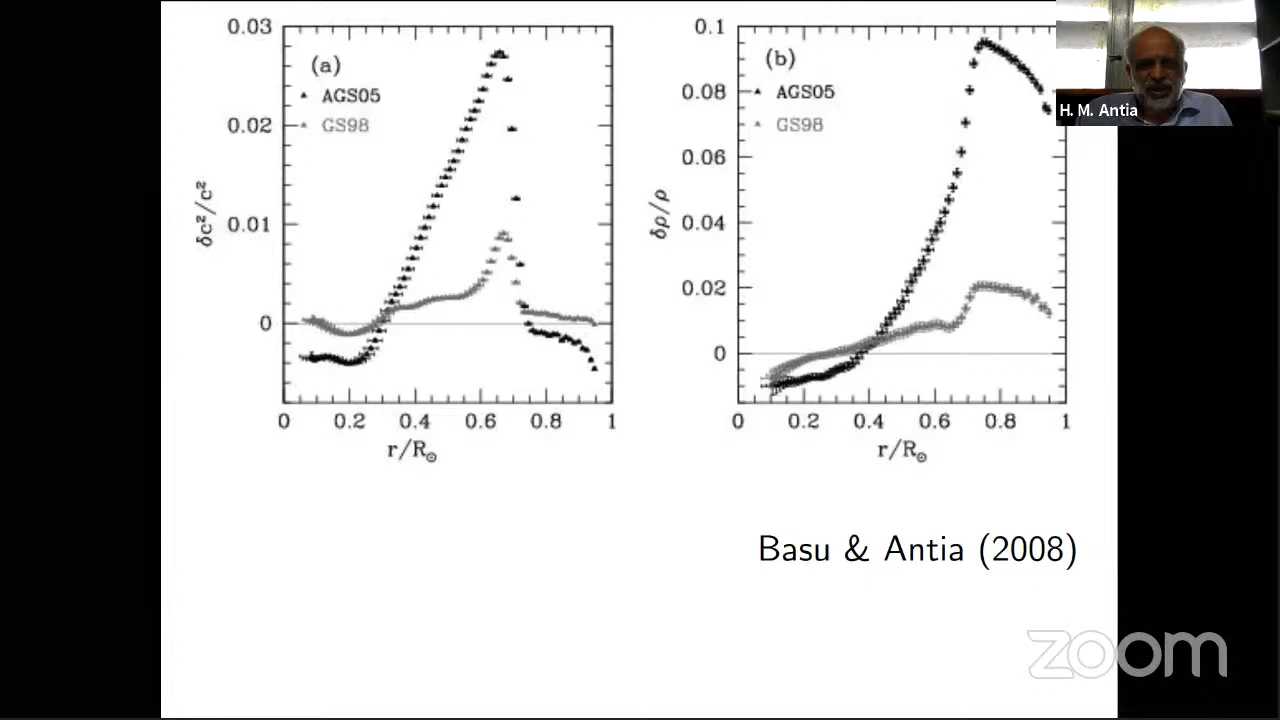 0.03
(a)
AGS05
GS98
0.02
0.01
0
δc²/c²
0
0.2
0.4
0.6
0.8
1
r/R☉
0.1
(b)
AGS05
GS98
0.08
0.06
0.04
0.02
0
δρ/ρ
0
0.2
0.4
0.6
0.8
1
r/R☉
H. M. Antia
Basu & Antia (2008)
zoom